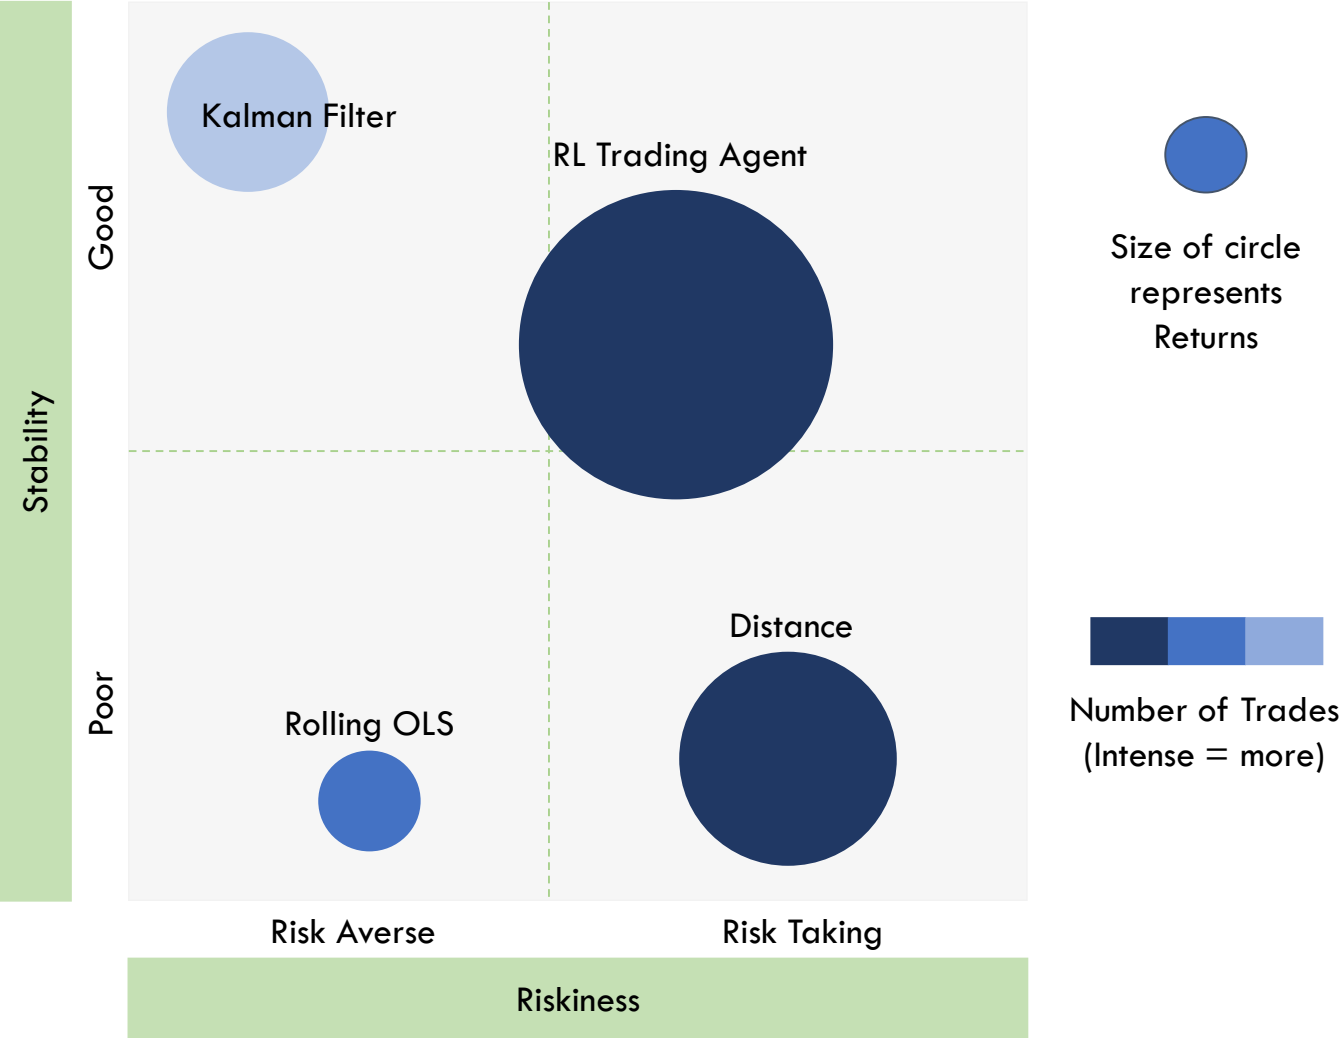 Stability
Good
Poor
Kalman Filter
RL Trading Agent
Distance
Rolling OLS
Risk Averse
Risk Taking
Riskiness
Size of circle
represents
Returns
Number of Trades
(Intense = more)